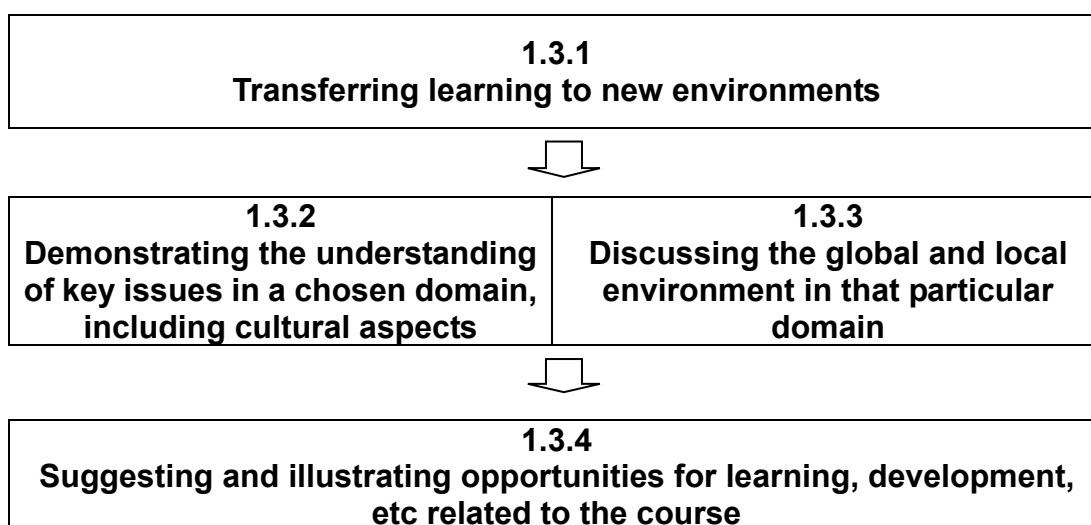 1.3.1
Transferring learning to new environments
1.3.2
Demonstrating the understanding
of key issues in a chosen domain,
including cultural aspects
1.3.3
Discussing the global and local
environment in that particular
domain
1.3.4
Suggesting and illustrating opportunities for learning, development,
etc related to the course